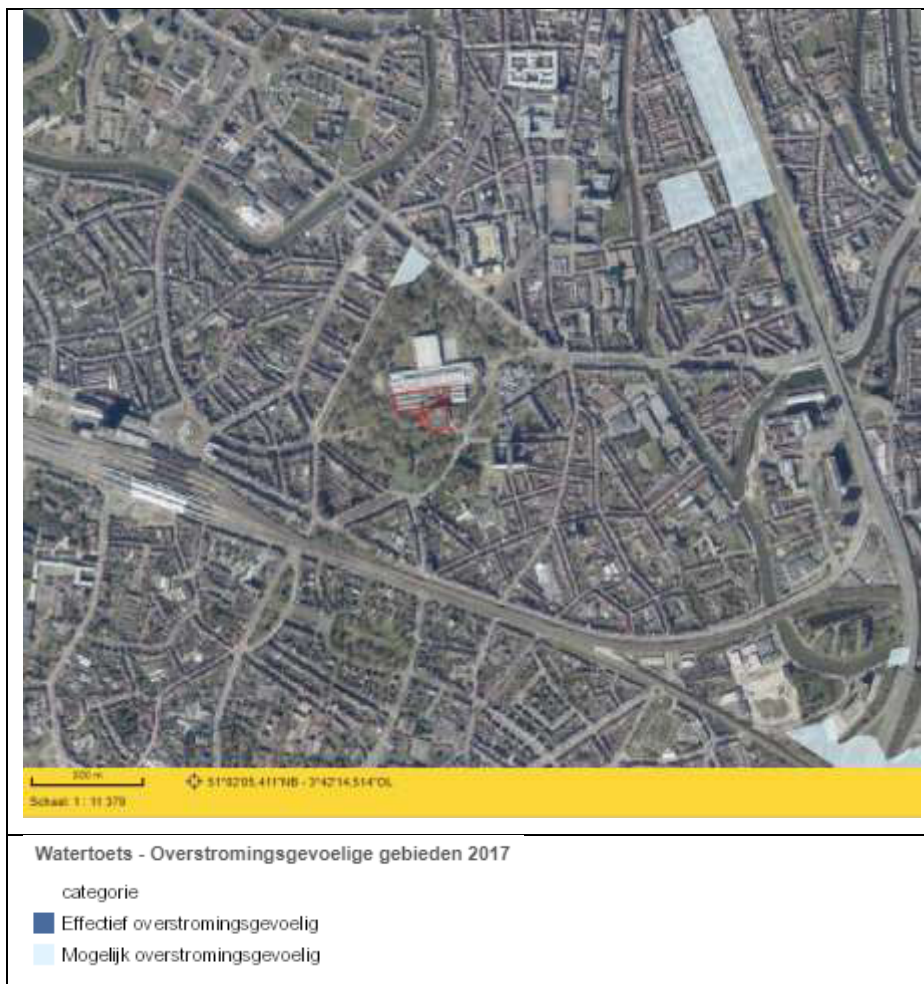 300 m
51°02'05,411"NB - 3°42'14,514"OL
Schaal: 1 : 11 379
Watertoets - Overstromingsgevoelige gebieden 2017
categorie
Effectief overstromingsgevoelig
Mogelijk overstromingsgevoelig